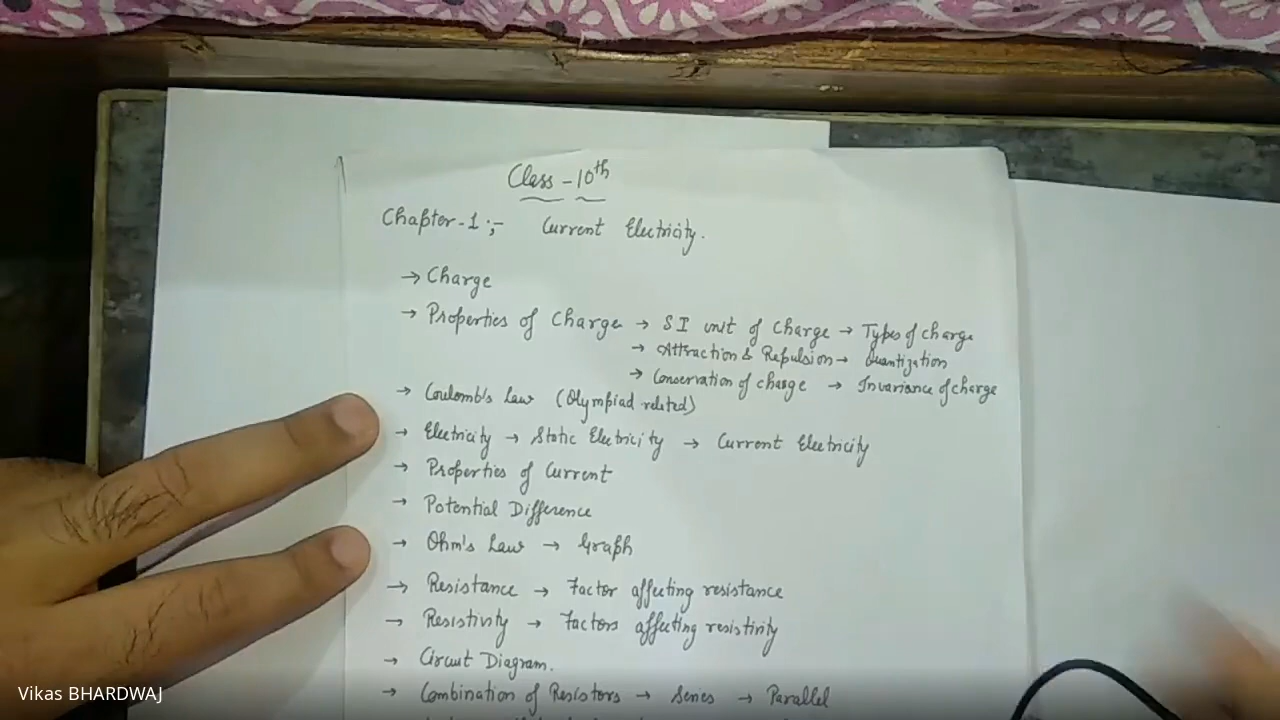 Class - 10th
Chapter-1 :- Current Electricity.
→ Charge
→ Properties of Charge → SI unit of Charge → Types of charge
→ Attraction & Repulsion → Quantization
→ Conservation of charge → Invariance of charge
→ Coulomb's Law (Olympiad related)
→ Electricity → Static Electricity → Current Electricity
→ Properties of Current
→ Potential Difference
→ Ohm's Law → Graph
→ Resistance → Factor affecting resistance
→ Resistivity → Factors affecting resistivity
→ Circuit Diagram.
→ Combination of Resistors → Series → Parallel
Vikas BHARDWAJ